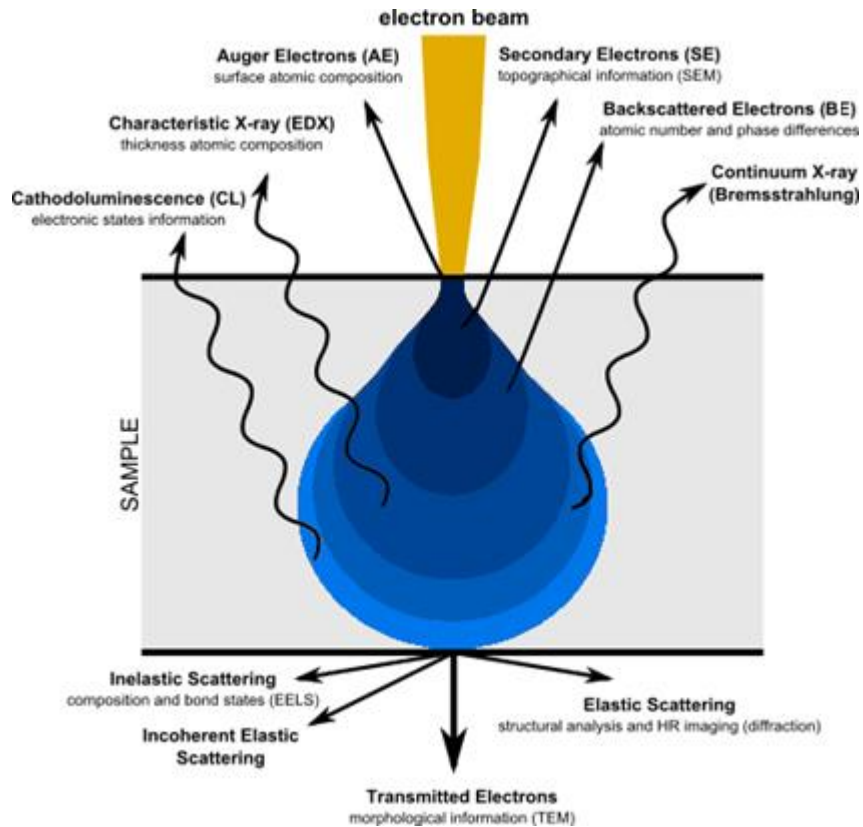 electron beam
Auger Electrons (AE)
surface atomic composition
Secondary Electrons (SE)
topographical information (SEM)
Characteristic X-ray (EDX)
thickness atomic composition
Backscattered Electrons (BE)
atomic number and phase differences
Cathodoluminescence (CL)
electronic states information
Continuum X-ray
(Bremsstrahlung)
SAMPLE
Inelastic Scattering
composition and bond states (EELS)
Incoherent Elastic
Scattering
Elastic Scattering
structural analysis and HR imaging (diffraction)
Transmitted Electrons
morphological information (TEM)